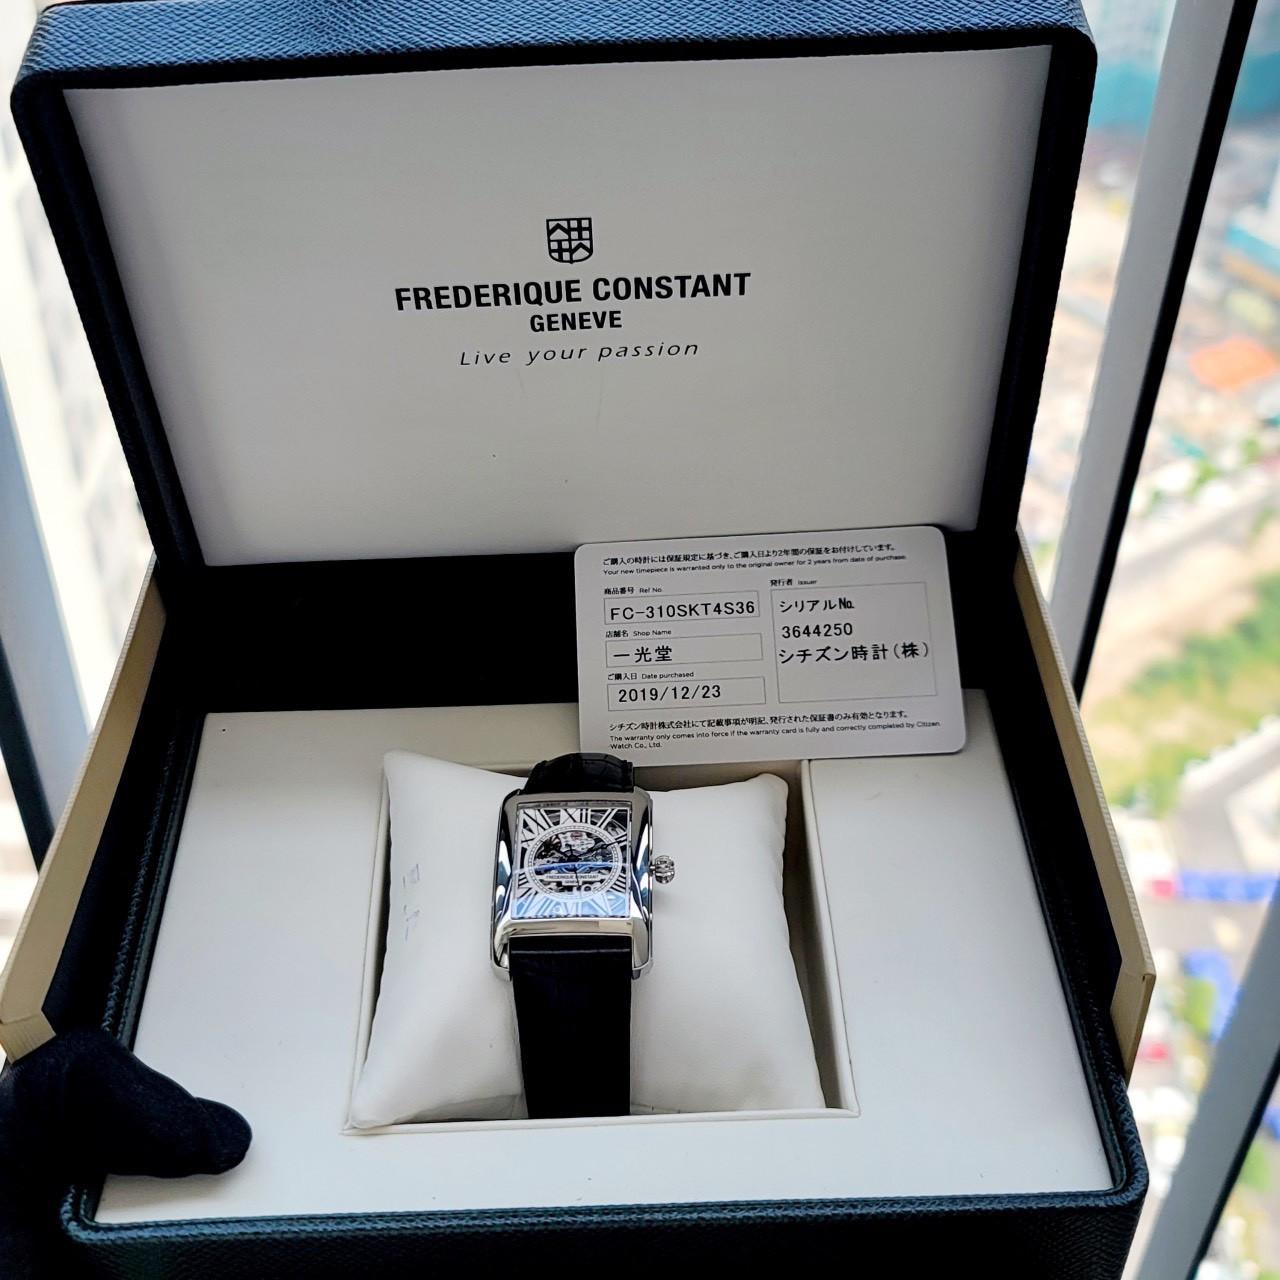 FREDERIQUE CONSTANT
GENEVE
Live your passion
ご購入の時計には保証規定に基づき、ご購入日より2年間の保証をお付けしています。
Your new timepiece is warranted only to the original owner for 2 years from date of purchase.
商品番号 Ref No.
FC-310SKT4S36
店舗名 Shop Name
一光堂
ご購入日 Date purchased
2019/12/23
発行者 Issuer
シリアル№
3644250
シチズン時計(株)
シチズン時計株式会社にて記載事項が明記、発行された保証書のみ有効となります。
The warranty only comes into force if the warranty card is fully and correctly completed by Citizen
Watch Co., Ltd.
XII
FREDERIQUE CONSTANT
GENEVE
VI